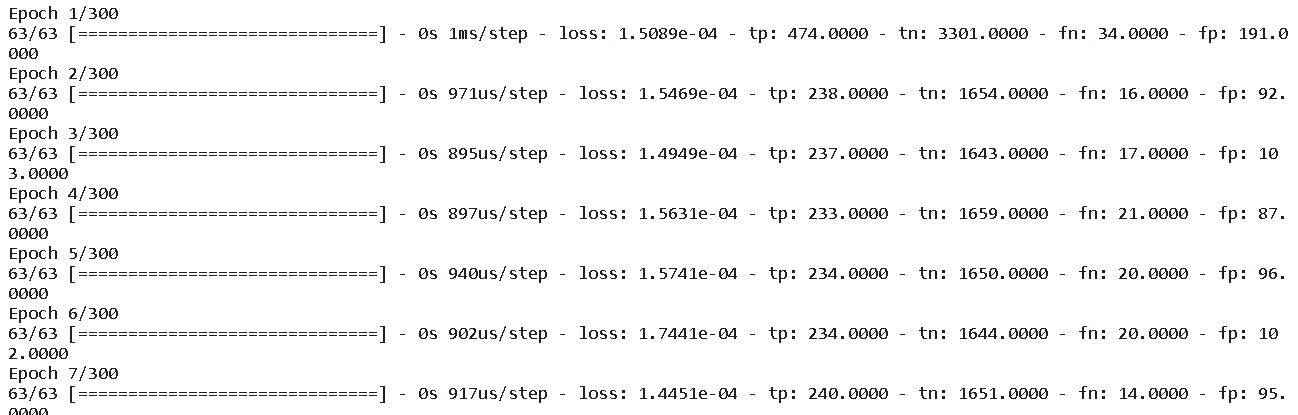 Epoch 1/300
63/63 [==============================] - 0s 1ms/step - loss: 1.5089e-04 - tp: 474.0000 - tn: 3301.0000 - fn: 34.0000 - fp: 191.0
000
Epoch 2/300
63/63 [==============================] - 0s 971us/step - loss: 1.5469e-04 - tp: 238.0000 - tn: 1654.0000 - fn: 16.0000 - fp: 92.
0000
Epoch 3/300
63/63 [==============================] - 0s 895us/step - loss: 1.4949e-04 - tp: 237.0000 - tn: 1643.0000 - fn: 17.0000 - fp: 10
3.0000
Epoch 4/300
63/63 [==============================] - 0s 897us/step - loss: 1.5631e-04 - tp: 233.0000 - tn: 1659.0000 - fn: 21.0000 - fp: 87.
0000
Epoch 5/300
63/63 [==============================] - 0s 940us/step - loss: 1.5741e-04 - tp: 234.0000 - tn: 1650.0000 - fn: 20.0000 - fp: 96.
0000
Epoch 6/300
63/63 [==============================] - 0s 902us/step - loss: 1.7441e-04 - tp: 234.0000 - tn: 1644.0000 - fn: 20.0000 - fp: 10
2.0000
Epoch 7/300
63/63 [==============================] - 0s 917us/step - loss: 1.4451e-04 - tp: 240.0000 - tn: 1651.0000 - fn: 14.0000 - fp: 95.
0000